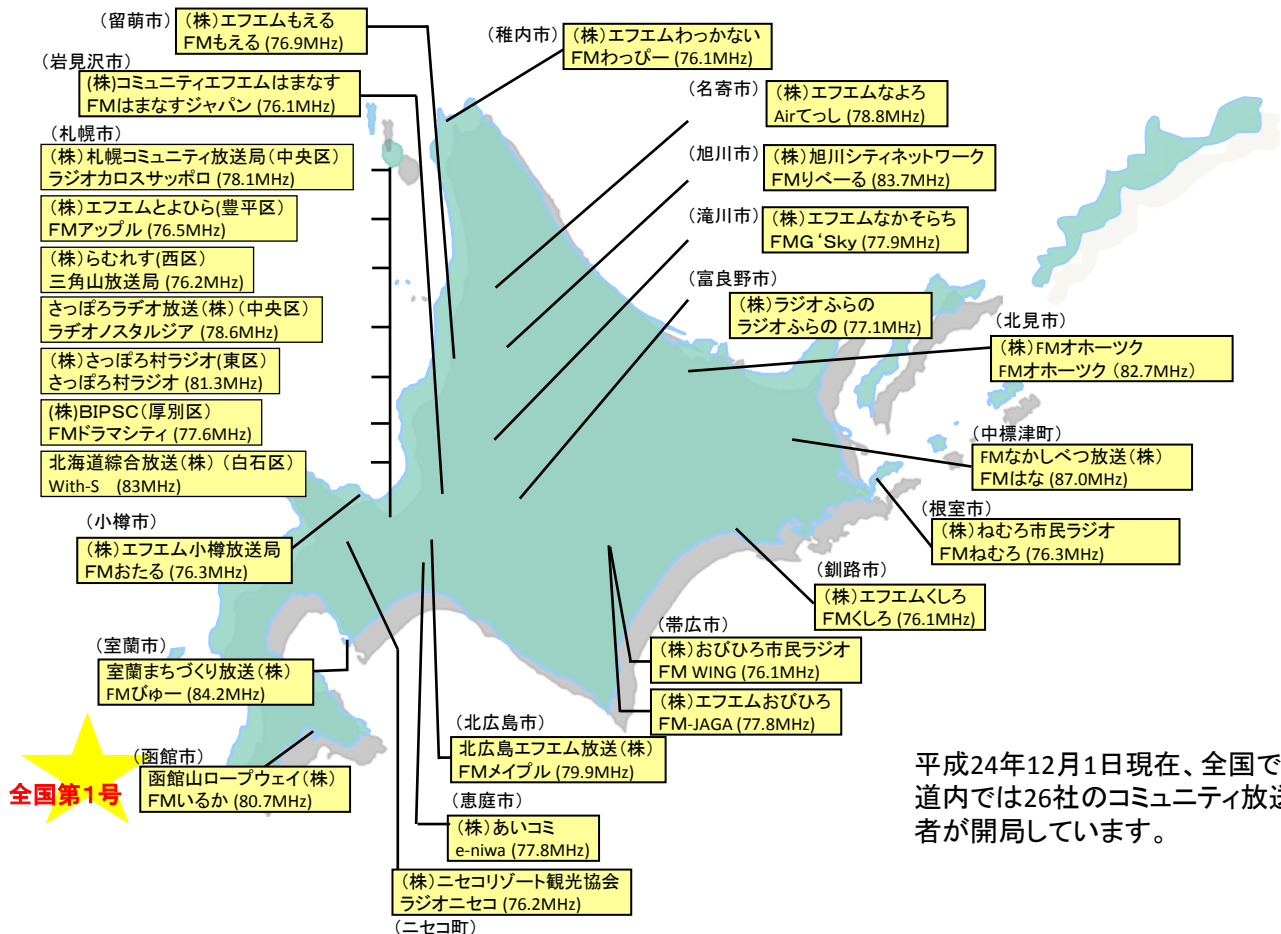 （留萌市）
（株）エフエムもえる
FMもえる (76.9MHz)
（稚内市）
（株）エフエムわっかない
FMわっぴー (76.1MHz)
（岩見沢市）
(株)コミュニティエフエムはまなす
FMはまなすジャパン (76.1MHz)
（名寄市）
（株）エフエムなよろ
Airてっし (78.8MHz)
（札幌市）
（株）札幌コミュニティ放送局（中央区）
ラジオカロスサッポロ (78.1MHz)
（株）エフエムとよひら(豊平区）
FMアップル (76.5MHz)
（株）らむれす(西区）
三角山放送局 (76.2MHz)
さっぽろラヂオ放送（株）（中央区）
ラヂオノスタルジア (78.6MHz)
（株）さっぽろ村ラジオ(東区）
さっぽろ村ラジオ (81.3MHz)
(株)BIPSC（厚別区）
FMドラマシティ (77.6MHz)
北海道綜合放送（株）（白石区）
With-S　(83MHz)
（旭川市）
（株）旭川シティネットワーク
FMりべーる (83.7MHz)
（滝川市）
（株）エフエムなかそらち
FMG‘Sky (77.9MHz)
（富良野市）
（株）ラジオふらの
ラジオふらの (77.1MHz)
（北見市）
（株）FMオホーツク
FMオホーツク（82.7MHz）
（中標津町）
FMなかしべつ放送（株）
FMはな (87.0MHz)
（根室市）
（株）ねむろ市民ラジオ
FMねむろ (76.3MHz)
（小樽市）
（株）エフエム小樽放送局
FMおたる (76.3MHz)
（釧路市）
（株）エフエムくしろ
FMくしろ (76.1MHz)
（帯広市）
（株）おびひろ市民ラジオ
FM WING (76.1MHz)
（株）エフエムおびひろ
FM-JAGA (77.8MHz)
（室蘭市）
室蘭まちづくり放送（株）
FMびゅー (84.2MHz)
（北広島市）
北広島エフエム放送（株）
FMメイプル (79.9MHz)
（函館市）
函館山ロープウェイ（株）
FMいるか (80.7MHz)
全国第1号
（恵庭市）
（株）あいコミ
e-niwa (77.8MHz)
（株）ニセコリゾート観光協会
ラジオニセコ (76.2MHz)
（ニセコ町）
平成24年12月1日現在、全国で
道内では26社のコミュニティ放送
者が開局しています。